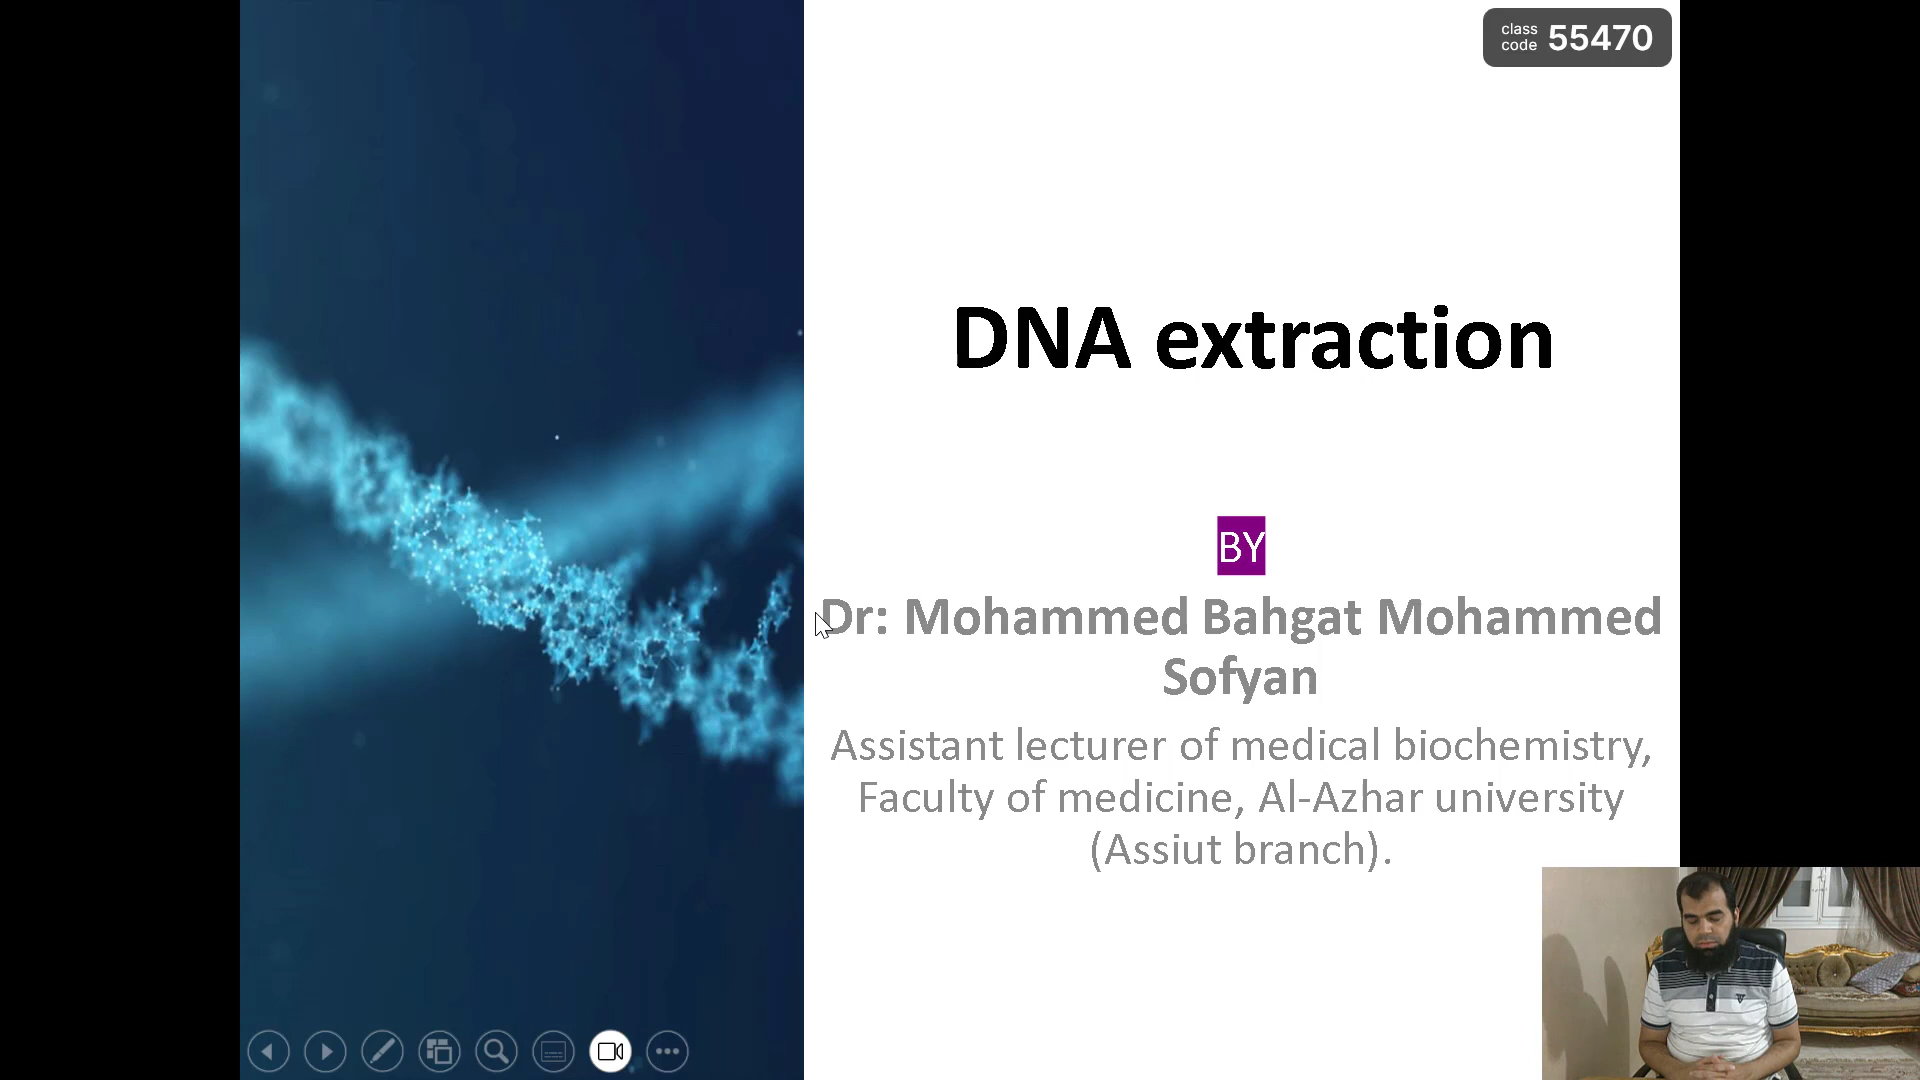 class
code 55470
DNA extraction
BY
Dr: Mohammed Bahgat Mohammed
Sofyan
Assistant lecturer of medical biochemistry,
Faculty of medicine, Al-Azhar university
(Assiut branch).